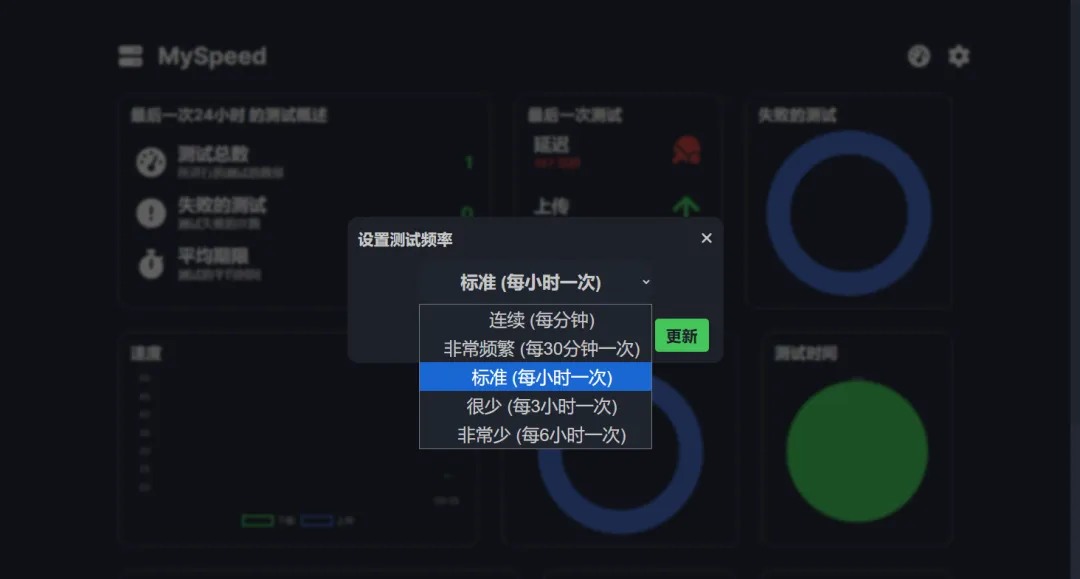 MySpeed
最后一次24小时 的测试概述
最后一次测试
失败的测试
测试总数
1
延迟
失败的测试
0
上传
平均期限
设置测试频率
标准 (每小时一次)
连续 (每分钟)
非常频繁 (每30分钟一次)
标准 (每小时一次)
很少 (每3小时一次)
非常少 (每6小时一次)
更新
速度
测试时间